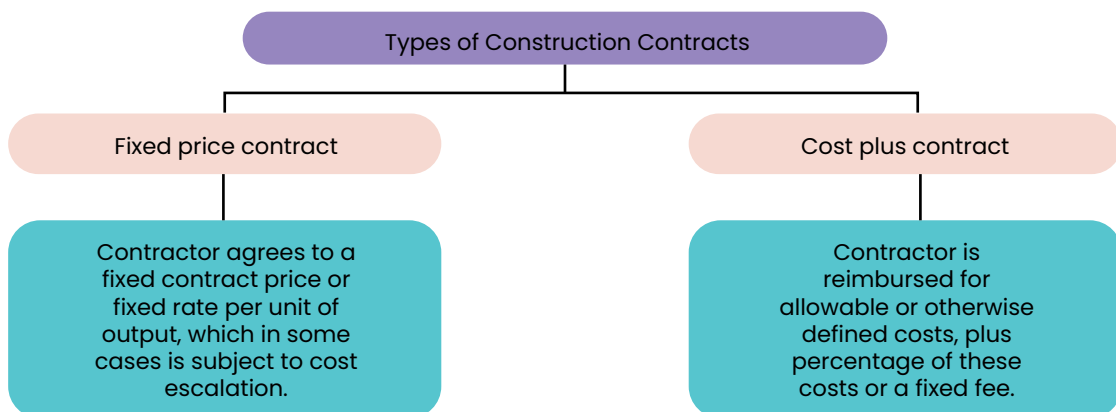 Types of Construction Contracts
Fixed price contract
Cost plus contract
Contractor agrees to a
fixed contract price or
fixed rate per unit of
output, which in some
cases is subject to cost
escalation.
Contractor is
reimbursed for
allowable or otherwise
defined costs, plus
percentage of these
costs or a fixed fee.